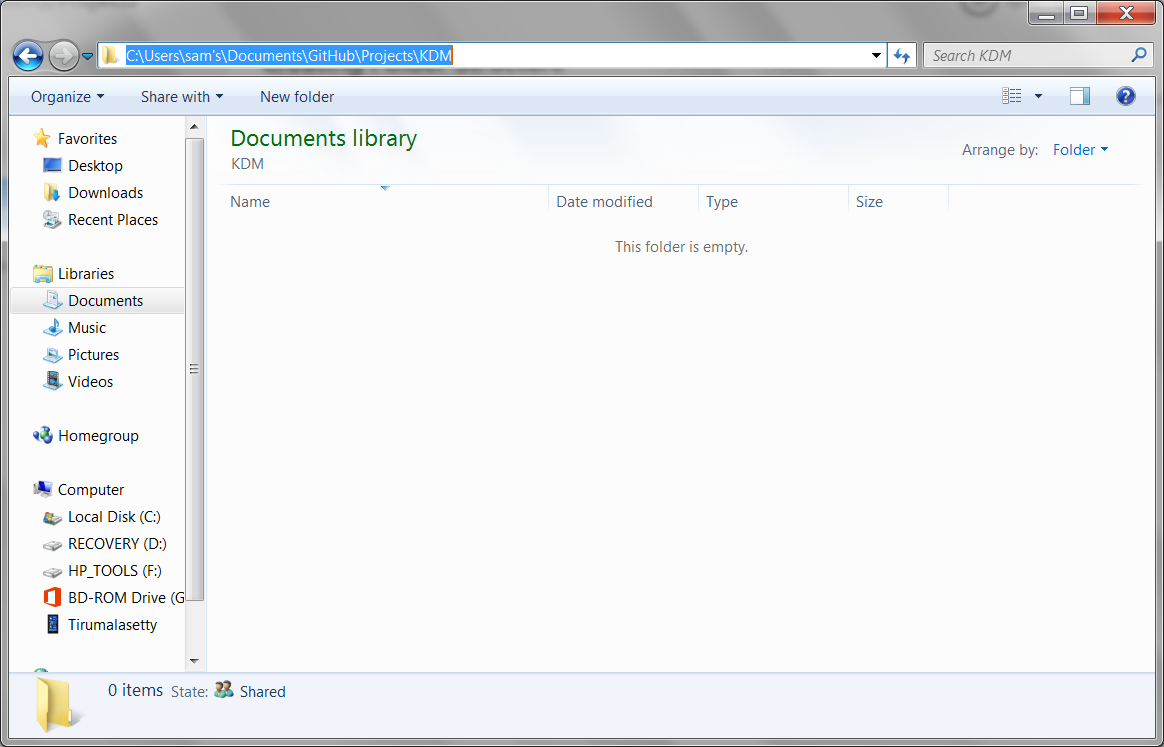 C:\Users\sam's\Documents\GitHub\Projects\KDM
Search KDM
Organize
Share with
New folder
Favorites
Desktop
Downloads
Recent Places
Libraries
Documents
Music
Pictures
Videos
Homegroup
Computer
Local Disk (C:)
RECOVERY (D:)
HP_TOOLS (F:)
BD-ROM Drive (G
Tirumalasetty
Documents library
KDM
Arrange by: Folder
Name Date modified Type Size
This folder is empty.
0 items State: Shared